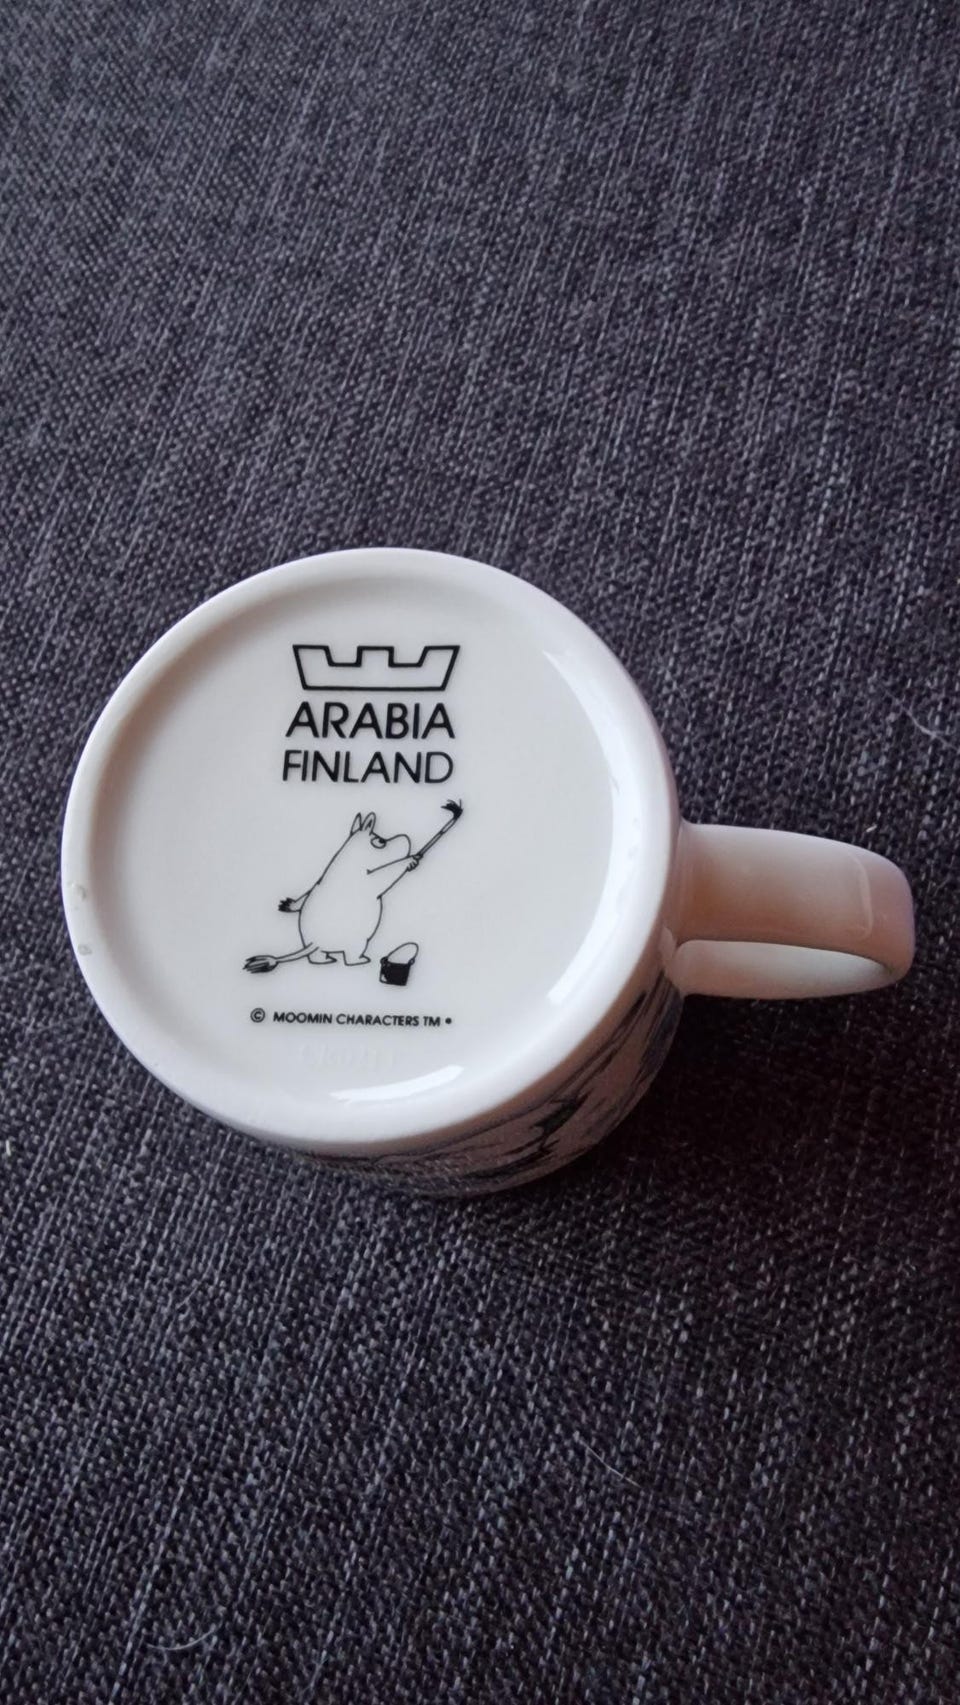 ARABIA
FINLAND
© MOOMIN CHARACTERS TM •